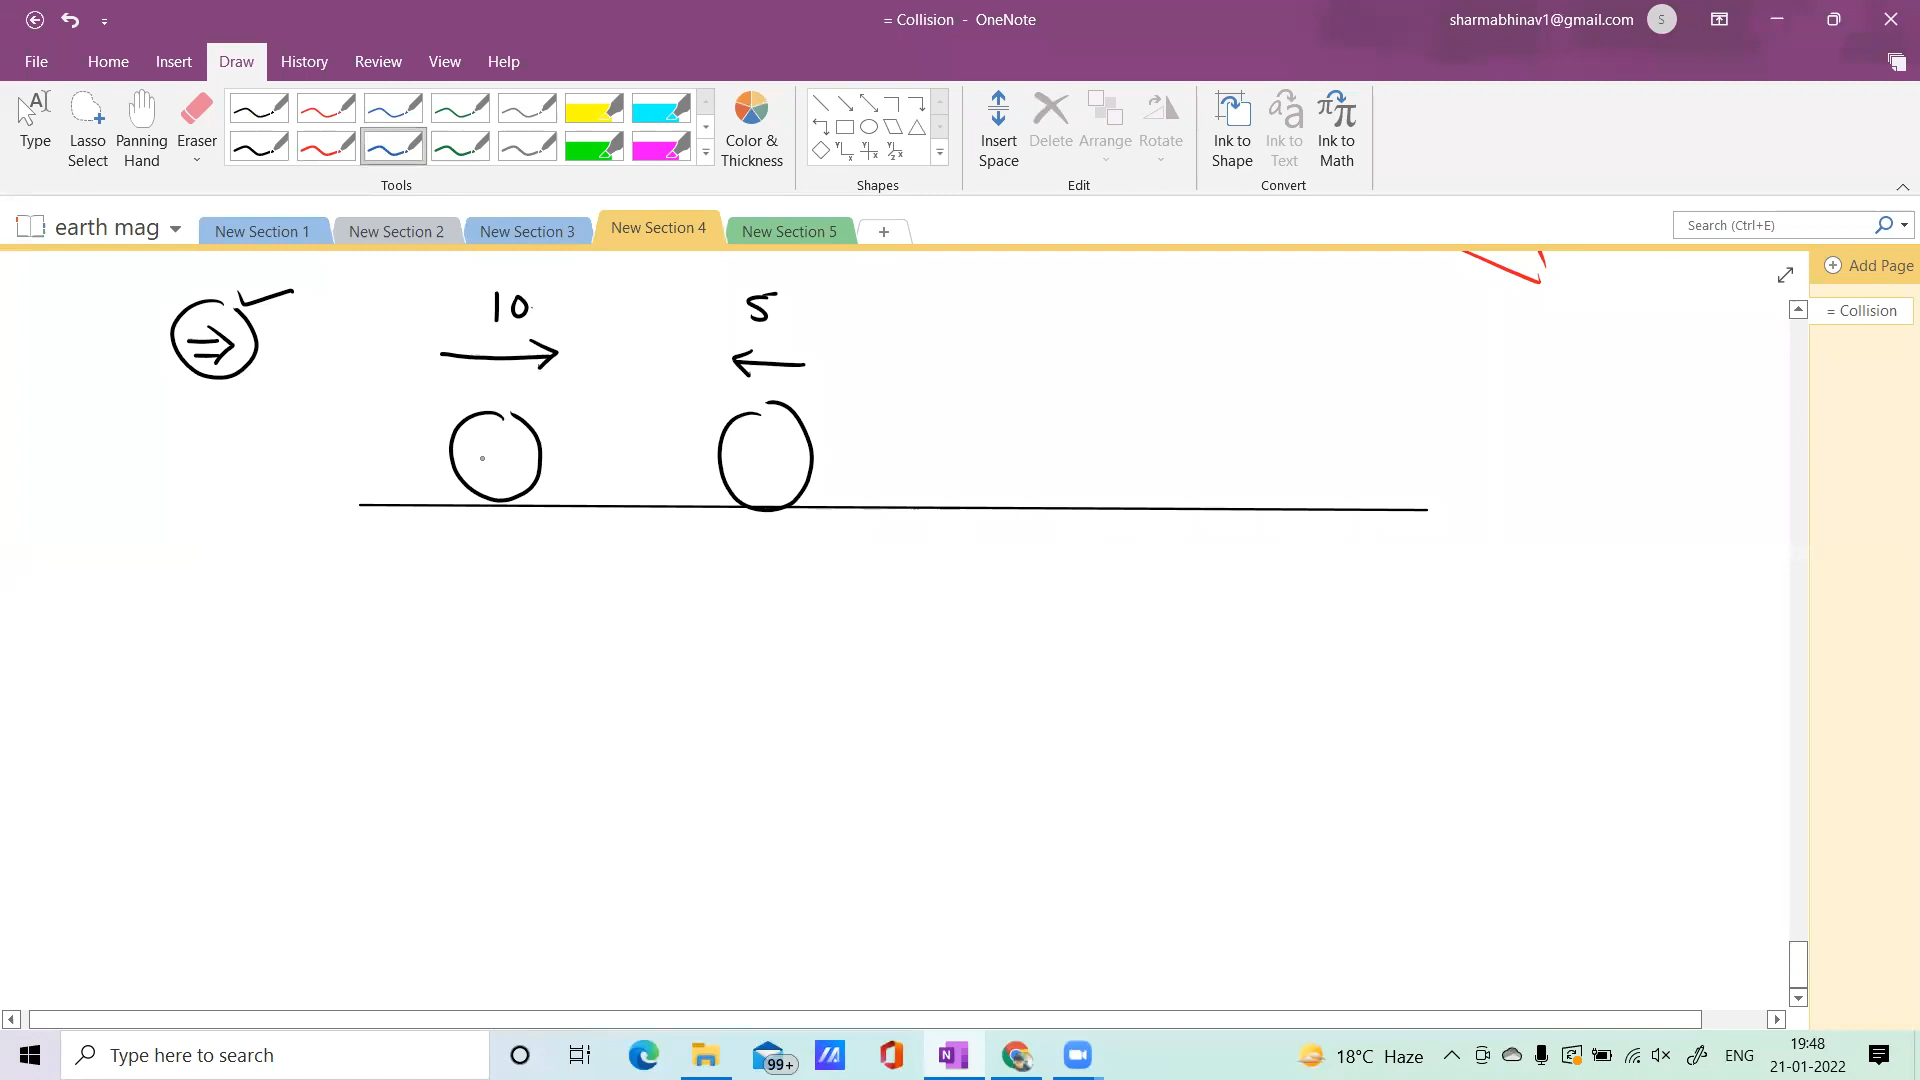 = Collision - OneNote
sharmabhinav1@gmail.com
S
File Home Insert Draw History Review View Help
Type
Lasso Select
Panning Hand
Eraser
Color & Thickness
Insert Space
Delete
Arrange
Rotate
Ink to Shape
Ink to Text
Ink to Math
Tools
Shapes
Edit
Convert
earth mag
New Section 1
New Section 2
New Section 3
New Section 4
New Section 5
+
Search (Ctrl+E)
Add Page
= Collision
10
5
Type here to search
99+
18°C Haze
ENG
19:48
21-01-2022